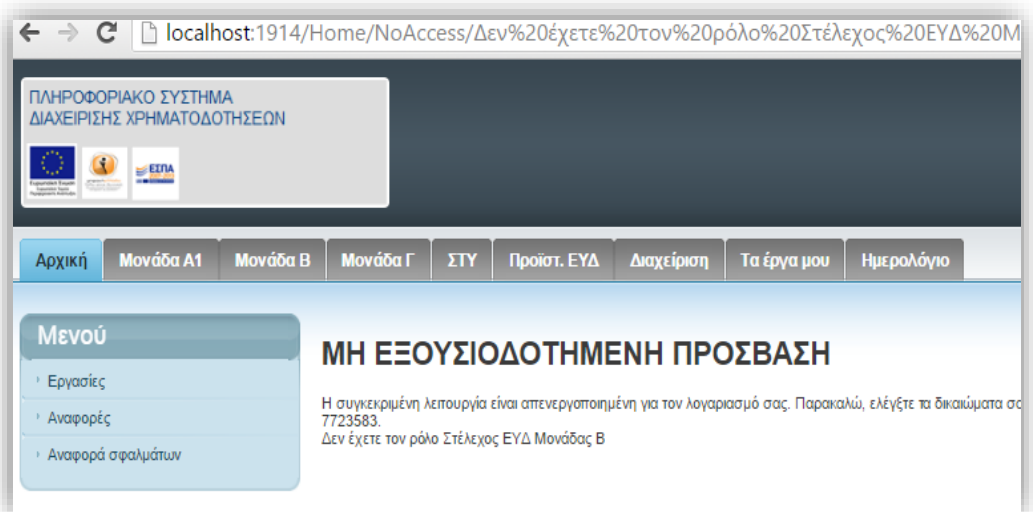 localhost:1914/Home/NoAccess/Δεν%20έχετε%20τον%20ρόλο%20Στέλεχος%20ΕΥΔ%20Μ
ΠΛΗΡΟΦΟΡΙΑΚΟ ΣΥΣΤΗΜΑ
ΔΙΑΧΕΙΡΙΣΗΣ ΧΡΗΜΑΤΟΔΟΤΗΣΕΩΝ
ΕΣΠΑ
Αρχική Μονάδα Α1 Μονάδα Β Μονάδα Γ ΣΤΥ Προϊστ. ΕΥΔ Διαχείριση Τα έργα μου Ημερολόγιο
Μενού
Εργασίες
Αναφορές
Αναφορά σφαλμάτων
ΜΗ ΕΞΟΥΣΙΟΔΟΤΗΜΕΝΗ ΠΡΟΣΒΑΣΗ
Η συγκεκριμένη λειτουργία είναι απενεργοποιημένη για τον λογαριασμό σας. Παρακαλώ, ελέγξτε τα δικαιώματα σα
7723583.
Δεν έχετε τον ρόλο Στέλεχος ΕΥΔ Μονάδας Β